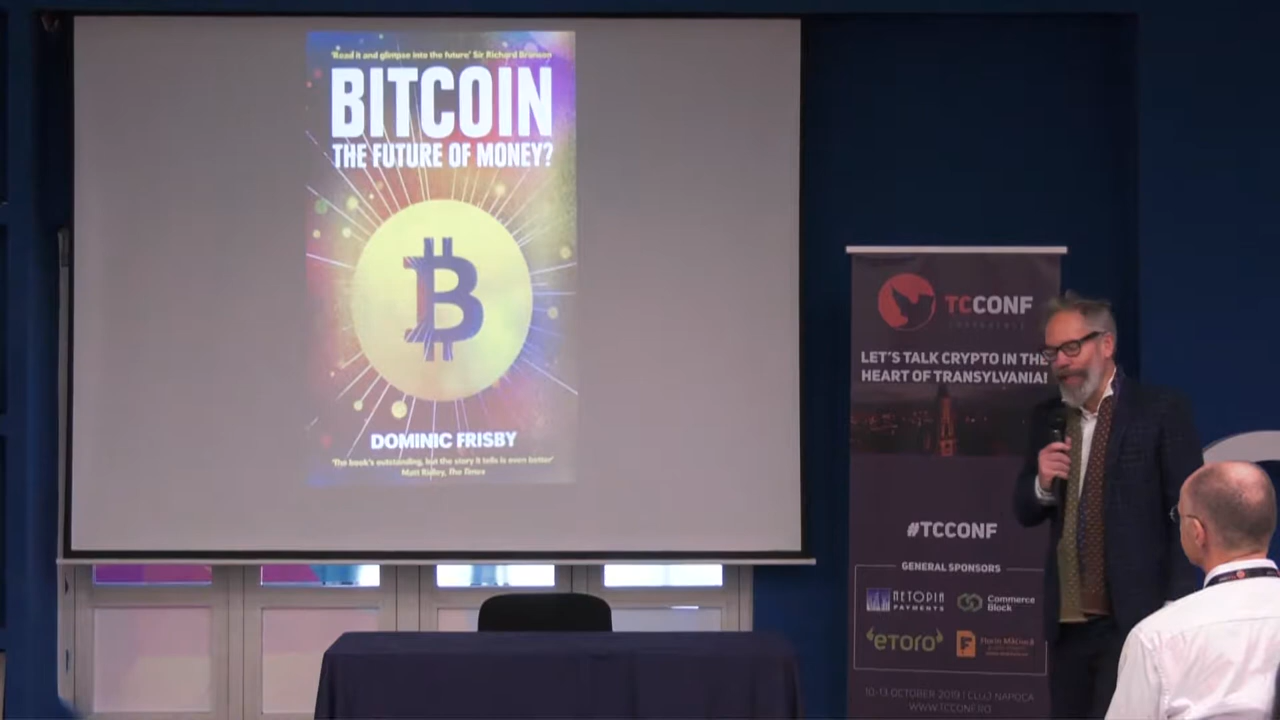 'Read it and glimpse into the future' Sir Richard Branson
BITCOIN
THE FUTURE OF MONEY?
DOMINIC FRISBY
'The book's outstanding, but the story it tells is even better'
Matt Ridley, The Times
TCCONF
CONFERENCE
LET'S TALK CRYPTO IN THE
HEART OF TRANSYLVANIA!
#TCCONF
GENERAL SPONSORS
NETOPIA
PAYMENTS
Commerce
Block
etoro
10-13 OCTOBER 2019 | CLUJ NAPOCA
WWW.TCCONF.RO